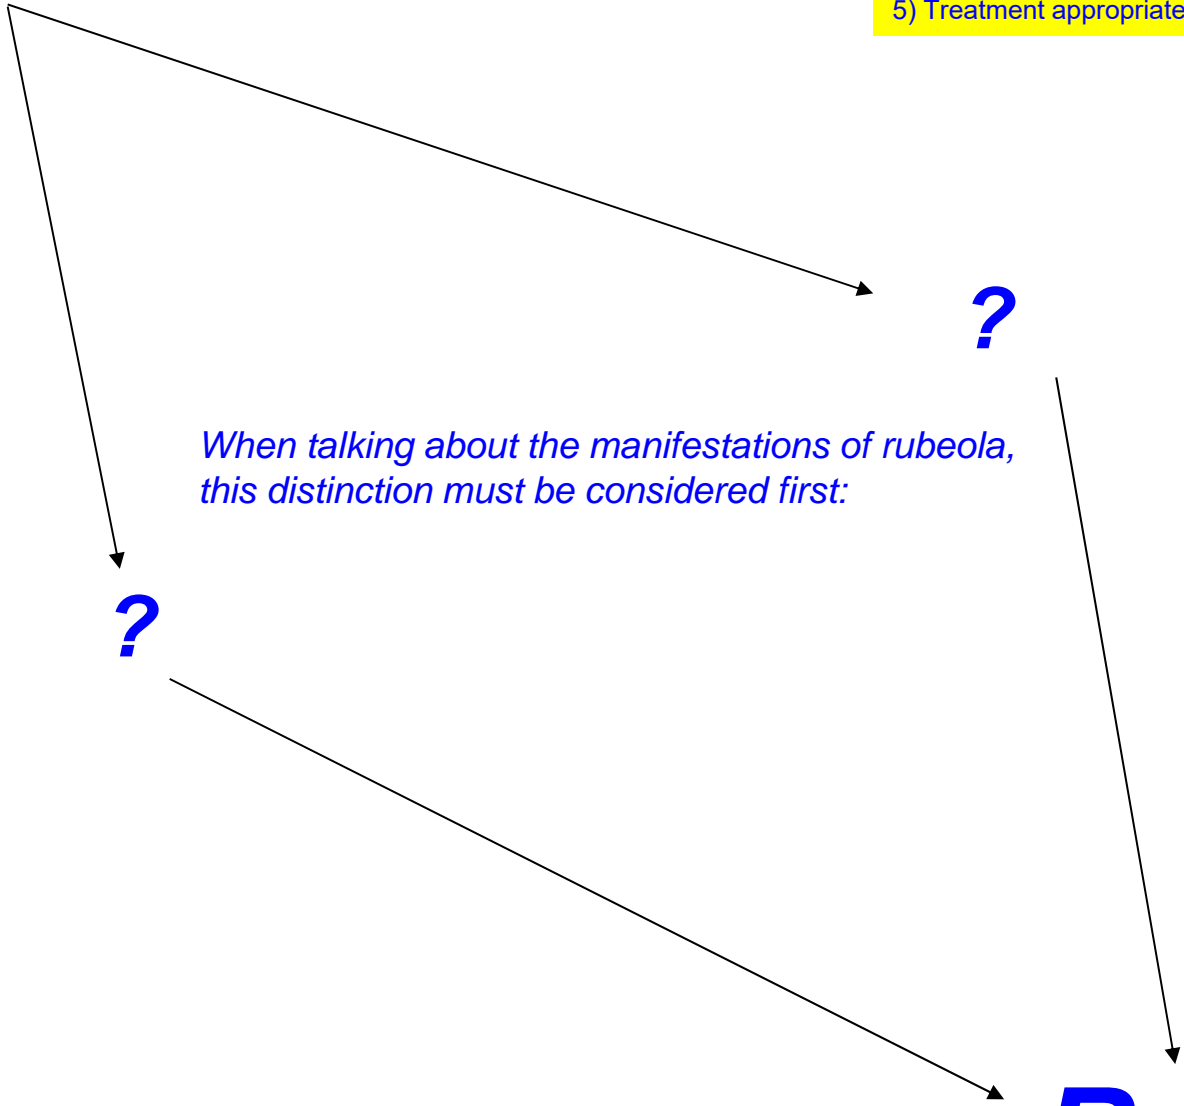 5) Treatment appropriate
?
When talking about the manifestations of rubeola,
this distinction must be considered first:
?